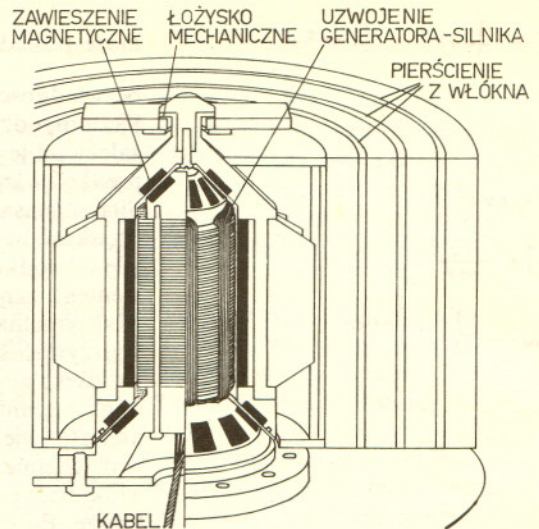 ZAWIESZENIE
MAGNETYCZNE
ŁOŻYSKO
MECHANICZNE
UZWOJENIE
GENERATORA-SILNIKA
PIERŚCIENIE
Z WŁÓKNA
KABEL